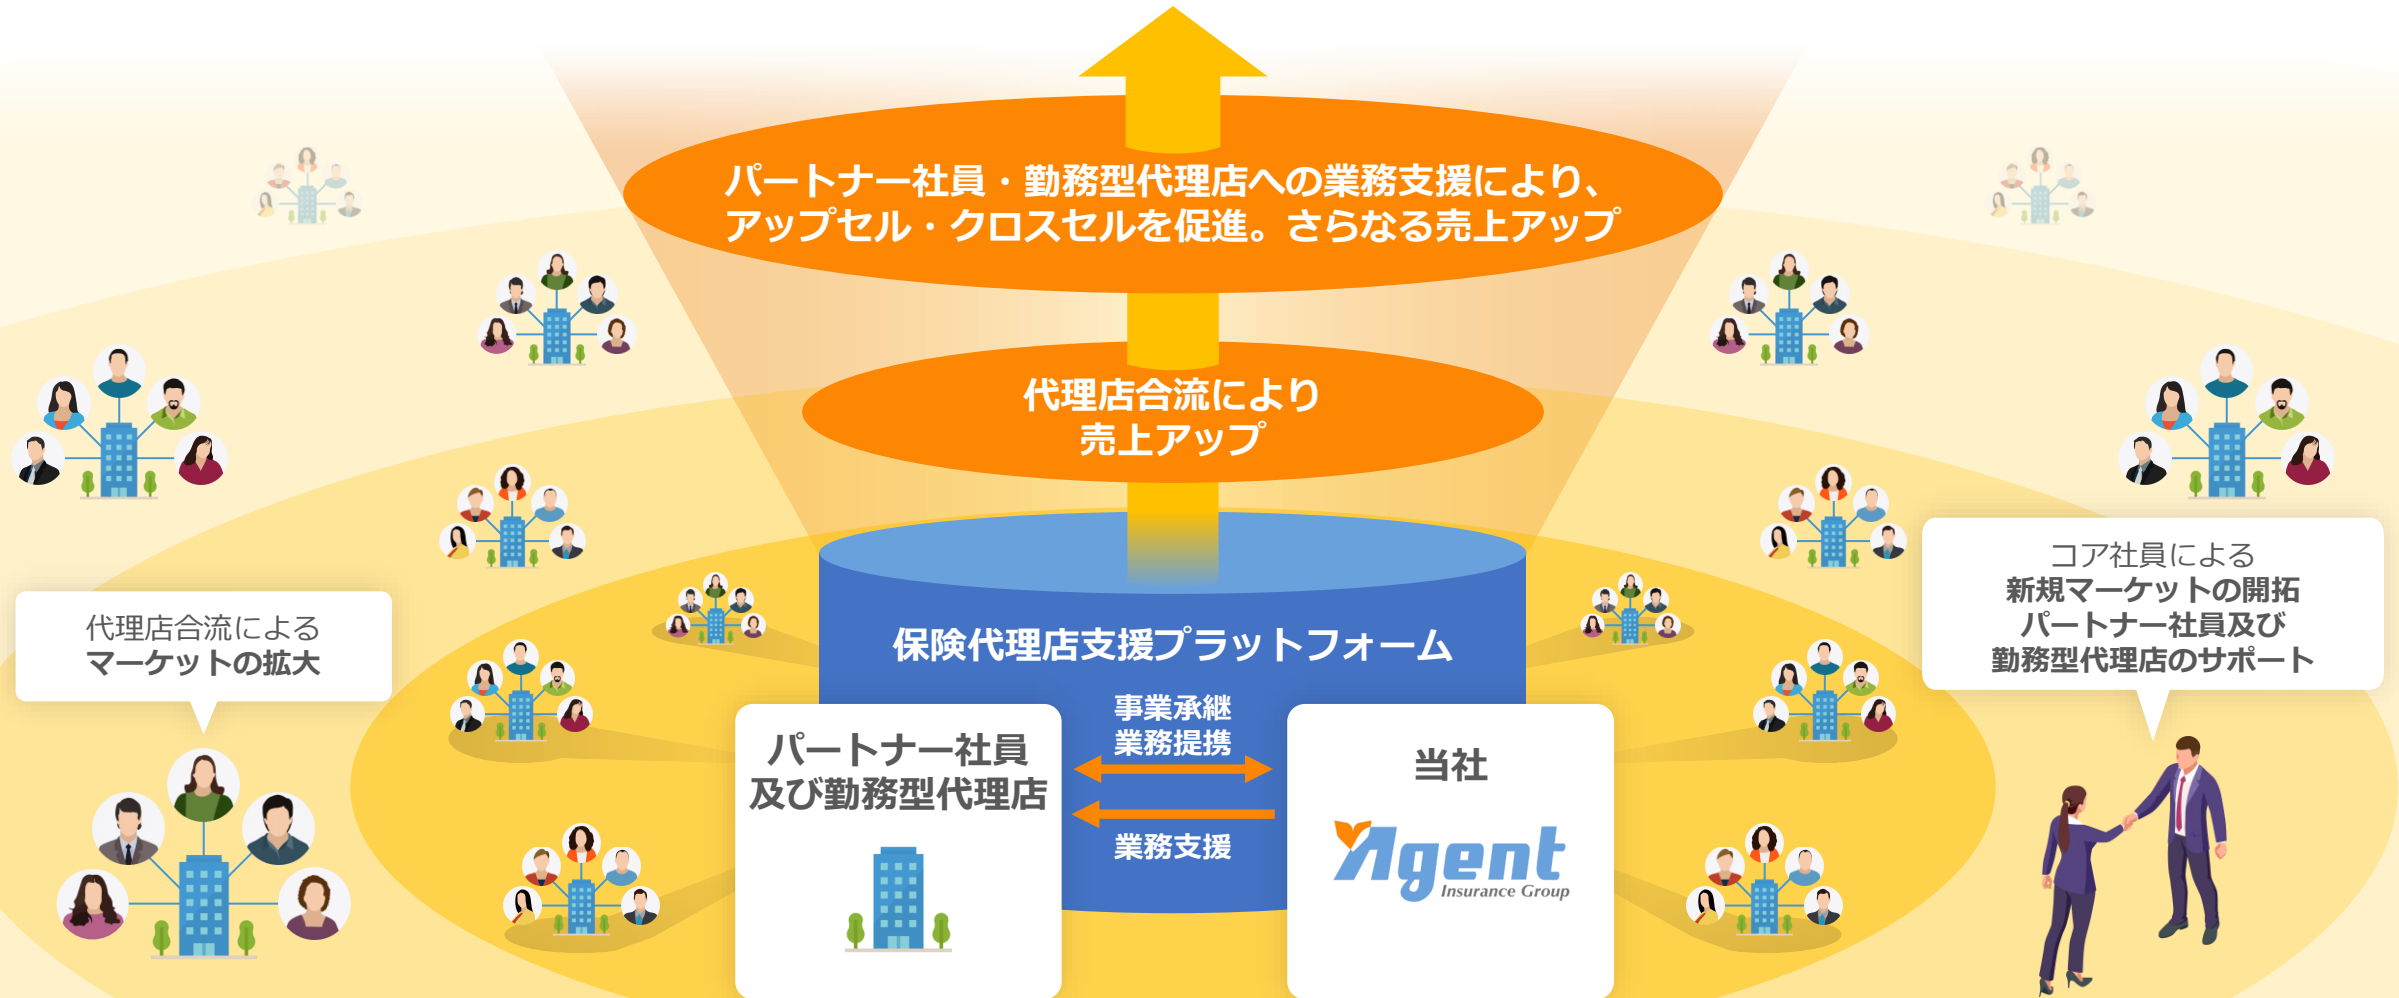 パートナー社員・勤務型代理店への業務支援により、
アップセル・クロスセルを促進。さらなる売上アップ
代理店合流により
売上アップ
保険代理店支援プラットフォーム
代理店合流による
マーケットの拡大
コア社員による
新規マーケットの開拓
パートナー社員及び
勤務型代理店のサポート
パートナー社員
及び勤務型代理店
事業承継
業務提携
業務支援
当社
Agent
Insurance Group